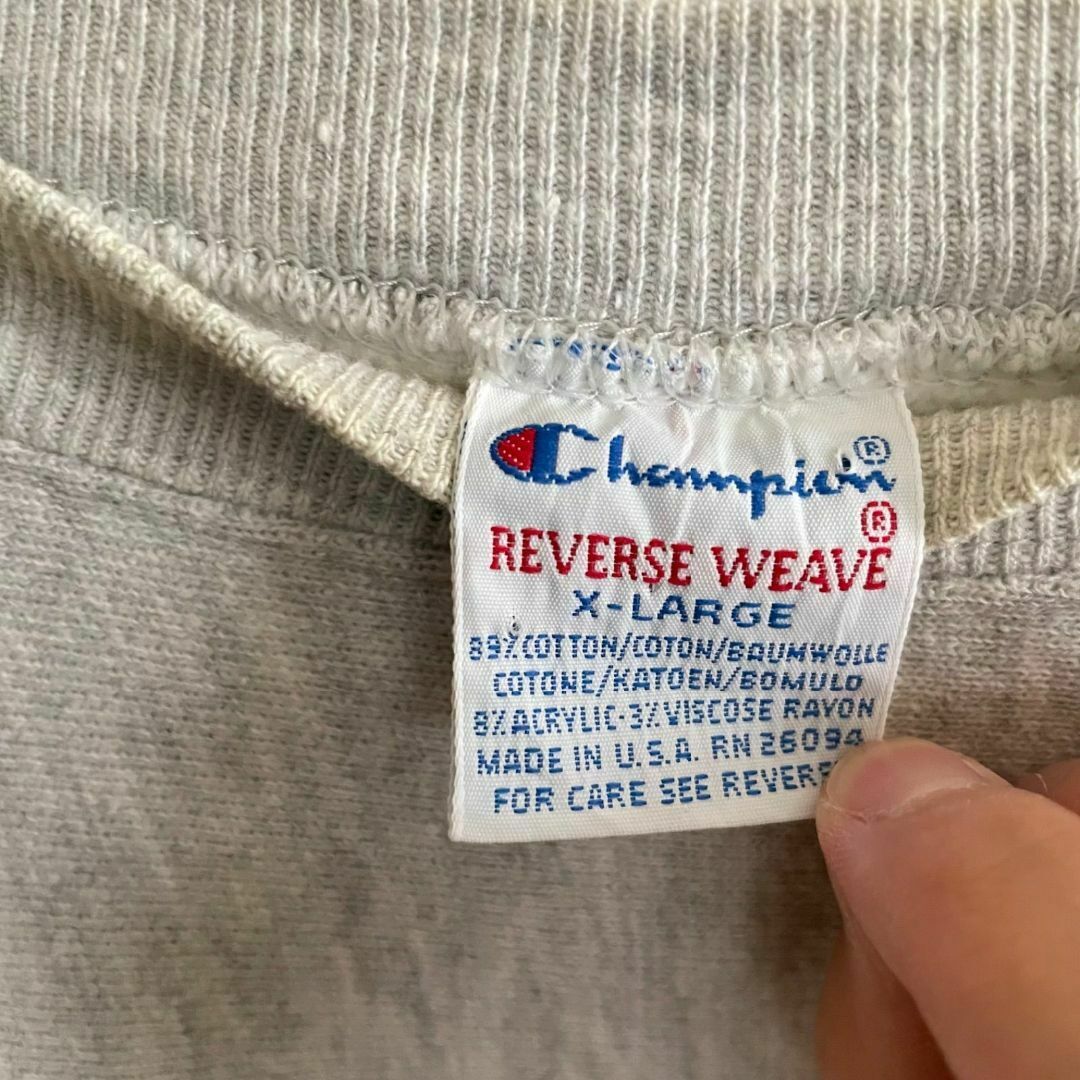 Champion®
REVERSE WEAVE®
X-LARGE
89% COTTON/COTON/BAUMWOLLE
COTONE/KATOEN/BOMULD
8% ACRYLIC-3% VISCOSE RAYON
MADE IN U.S.A. RN 26094
FOR CARE SEE REVER